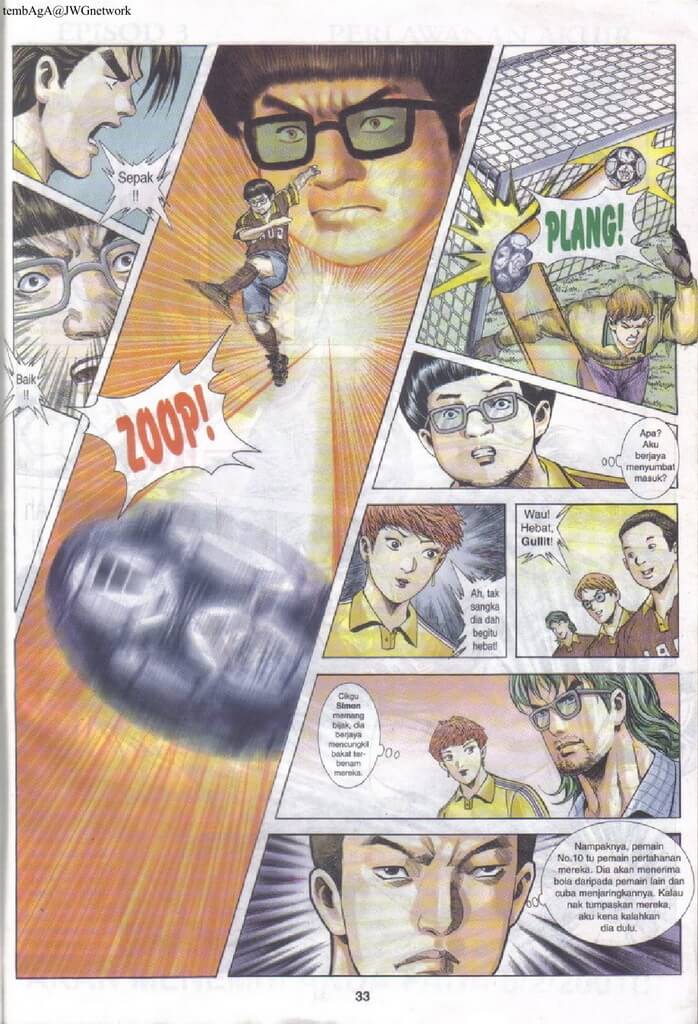 tembAgA@JWGnetwork
Sepak
!!
Baik
!!
ZOOP!
PLANG!
Apa?
Aku
berjaya
menyumbat
masuk?
Ah, tak
sangka
dia dah
begitu
hebat!
Wau!
Hebat,
Gullit!
Cikgu
Simon
memang
bijak, dia
berjaya
mencungkil
bakat ter-
benam
mereka.
Nampaknya, pemain
No.10 tu pemain pertahanan
mereka. Dia akan menerima
bola daripada pemain lain dan
cuba menjaringkannya. Kalau
nak tumpaskan mereka,
aku kena kalahkan
dia dulu.
33